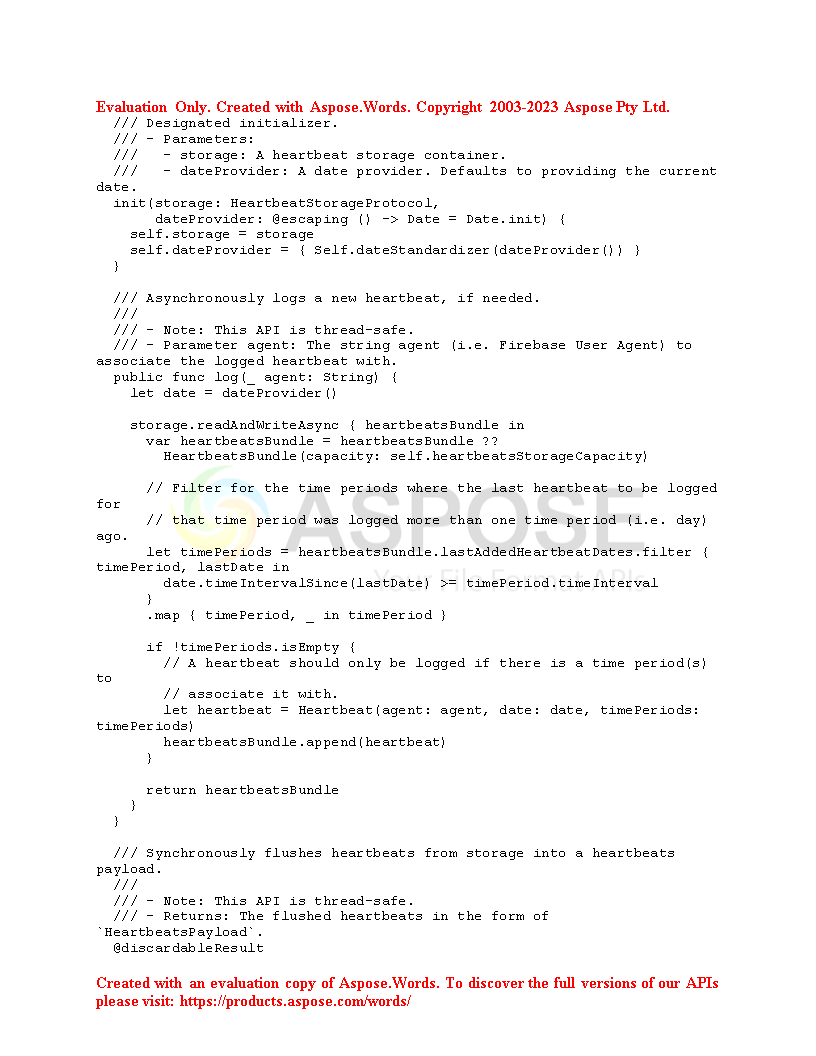 Evaluation Only. Created with Aspose.Words. Copyright 2003-2023 Aspose Pty Ltd.
  /// Designated initializer.
  /// - Parameters:
  ///   - storage: A heartbeat storage container.
  ///   - dateProvider: A date provider. Defaults to providing the current
date.
  init(storage: HeartbeatStorageProtocol,
       dateProvider: @escaping () -> Date = Date.init) {
    self.storage = storage
    self.dateProvider = { Self.dateStandardizer(dateProvider()) }
  }

  /// Asynchronously logs a new heartbeat, if needed.
  ///
  /// - Note: This API is thread-safe.
  /// - Parameter agent: The string agent (i.e. Firebase User Agent) to
associate the logged heartbeat with.
  public func log(_ agent: String) {
    let date = dateProvider()

    storage.readAndWriteAsync { heartbeatsBundle in
      var heartbeatsBundle = heartbeatsBundle ??
        HeartbeatsBundle(capacity: self.heartbeatsStorageCapacity)

      // Filter for the time periods where the last heartbeat to be logged
for
      // that time period was logged more than one time period (i.e. day)
ago.
      let timePeriods = heartbeatsBundle.lastAddedHeartbeatDates.filter {
timePeriod, lastDate in
        date.timeIntervalSince(lastDate) >= timePeriod.timeInterval
      }
      .map { timePeriod, _ in timePeriod }

      if !timePeriods.isEmpty {
        // A heartbeat should only be logged if there is a time period(s)
to
        // associate it with.
        let heartbeat = Heartbeat(agent: agent, date: date, timePeriods:
timePeriods)
        heartbeatsBundle.append(heartbeat)
      }

      return heartbeatsBundle
    }
  }

  /// Synchronously flushes heartbeats from storage into a heartbeats
payload.
  ///
  /// - Note: This API is thread-safe.
  /// - Returns: The flushed heartbeats in the form of
`HeartbeatsPayload`.
  @discardableResult

ASPOSE
Your File Format APIs
Created with an evaluation copy of Aspose.Words. To discover the full versions of our APIs
please visit: https://products.aspose.com/words/